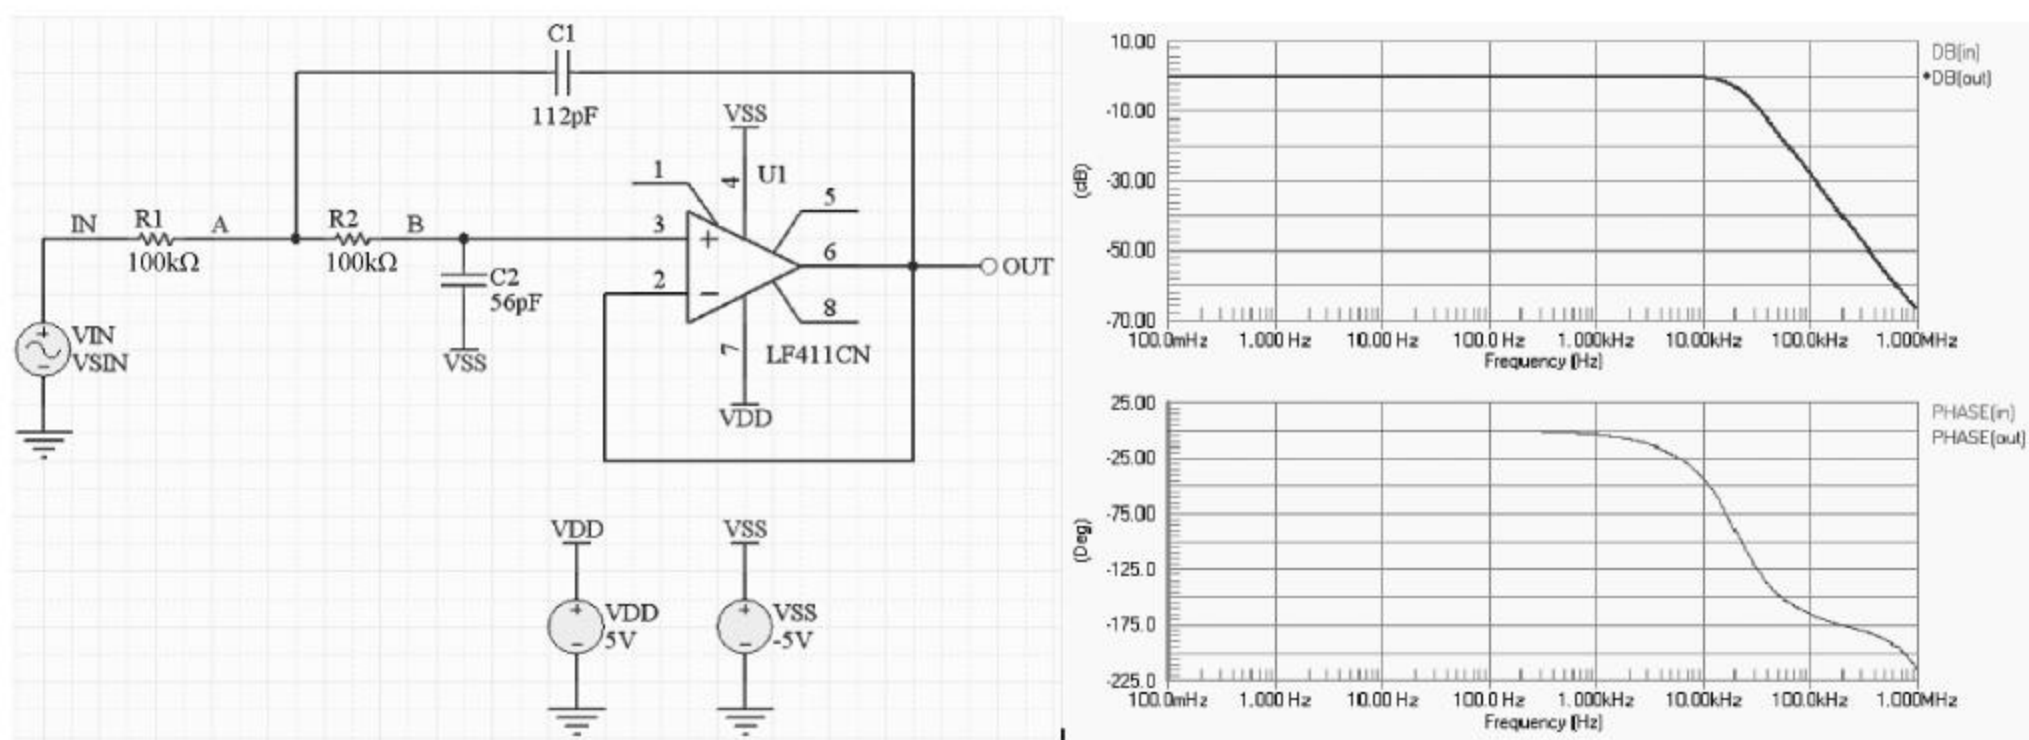 C1
112pF
VSS
1
4
U1
5
IN
R1
A
R2
B
3
6
OUT
100kΩ
100kΩ
C2
56pF
2
8
VIN
VSIN
VSS
7
LF411CN
VDD
VDD
VSS
VDD
5V
VSS
-5V
10.00
-10.00
-30.00
-50.00
-70.00
(dB)
DB(in)
DB(out)
100.0mHz 1.000 Hz 10.00 Hz 100.0 Hz 1.000kHz 10.00kHz 100.0kHz 1.000MHz
Frequency (Hz)
25.00
-25.00
-75.00
-125.0
-175.0
-225.0
(Deg)
PHASE(in)
PHASE(out)
100.0mHz 1.000 Hz 10.00 Hz 100.0 Hz 1.000kHz 10.00kHz 100.0kHz 1.000MHz
Frequency (Hz)